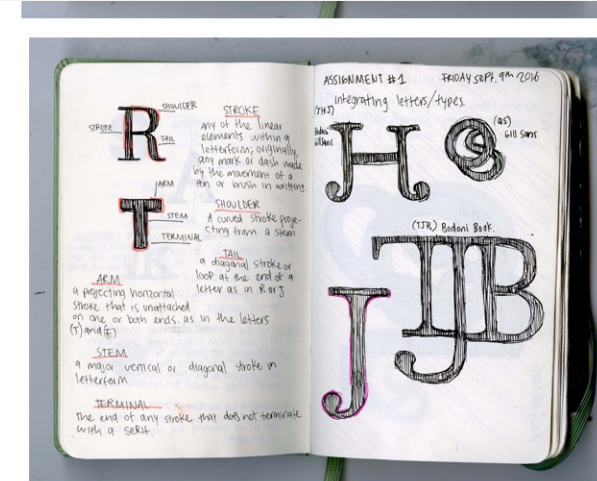 R
SHOULDER
STROKE
TAIL
STROKE
Any of the linear
elements within a
letterform; originally,
any mark or dash made
by the movement of a
pen or brush in writing.
T
ARM
STEM
TERMINAL
SHOULDER
A curved stroke proje-
cting from a stem
TAIL
a diagonal stroke or
loop at the end of a
letter as in R or J
ARM
a projecting horizontal
stroke that is unattached
on one or both ends. as in the letters
(T) and (E)
STEM
a major vertical or diagonal stroke in
letterform
TERMINAL
The end of any stroke that does not terminate
with a serif.
ASSIGNMENT #1 FRIDAY SEPT. 9th 2016
integrating letters/types.
Bodoni
Gill Sans
Gill Sans
(TJB) Bodoni Book.
TJB
J